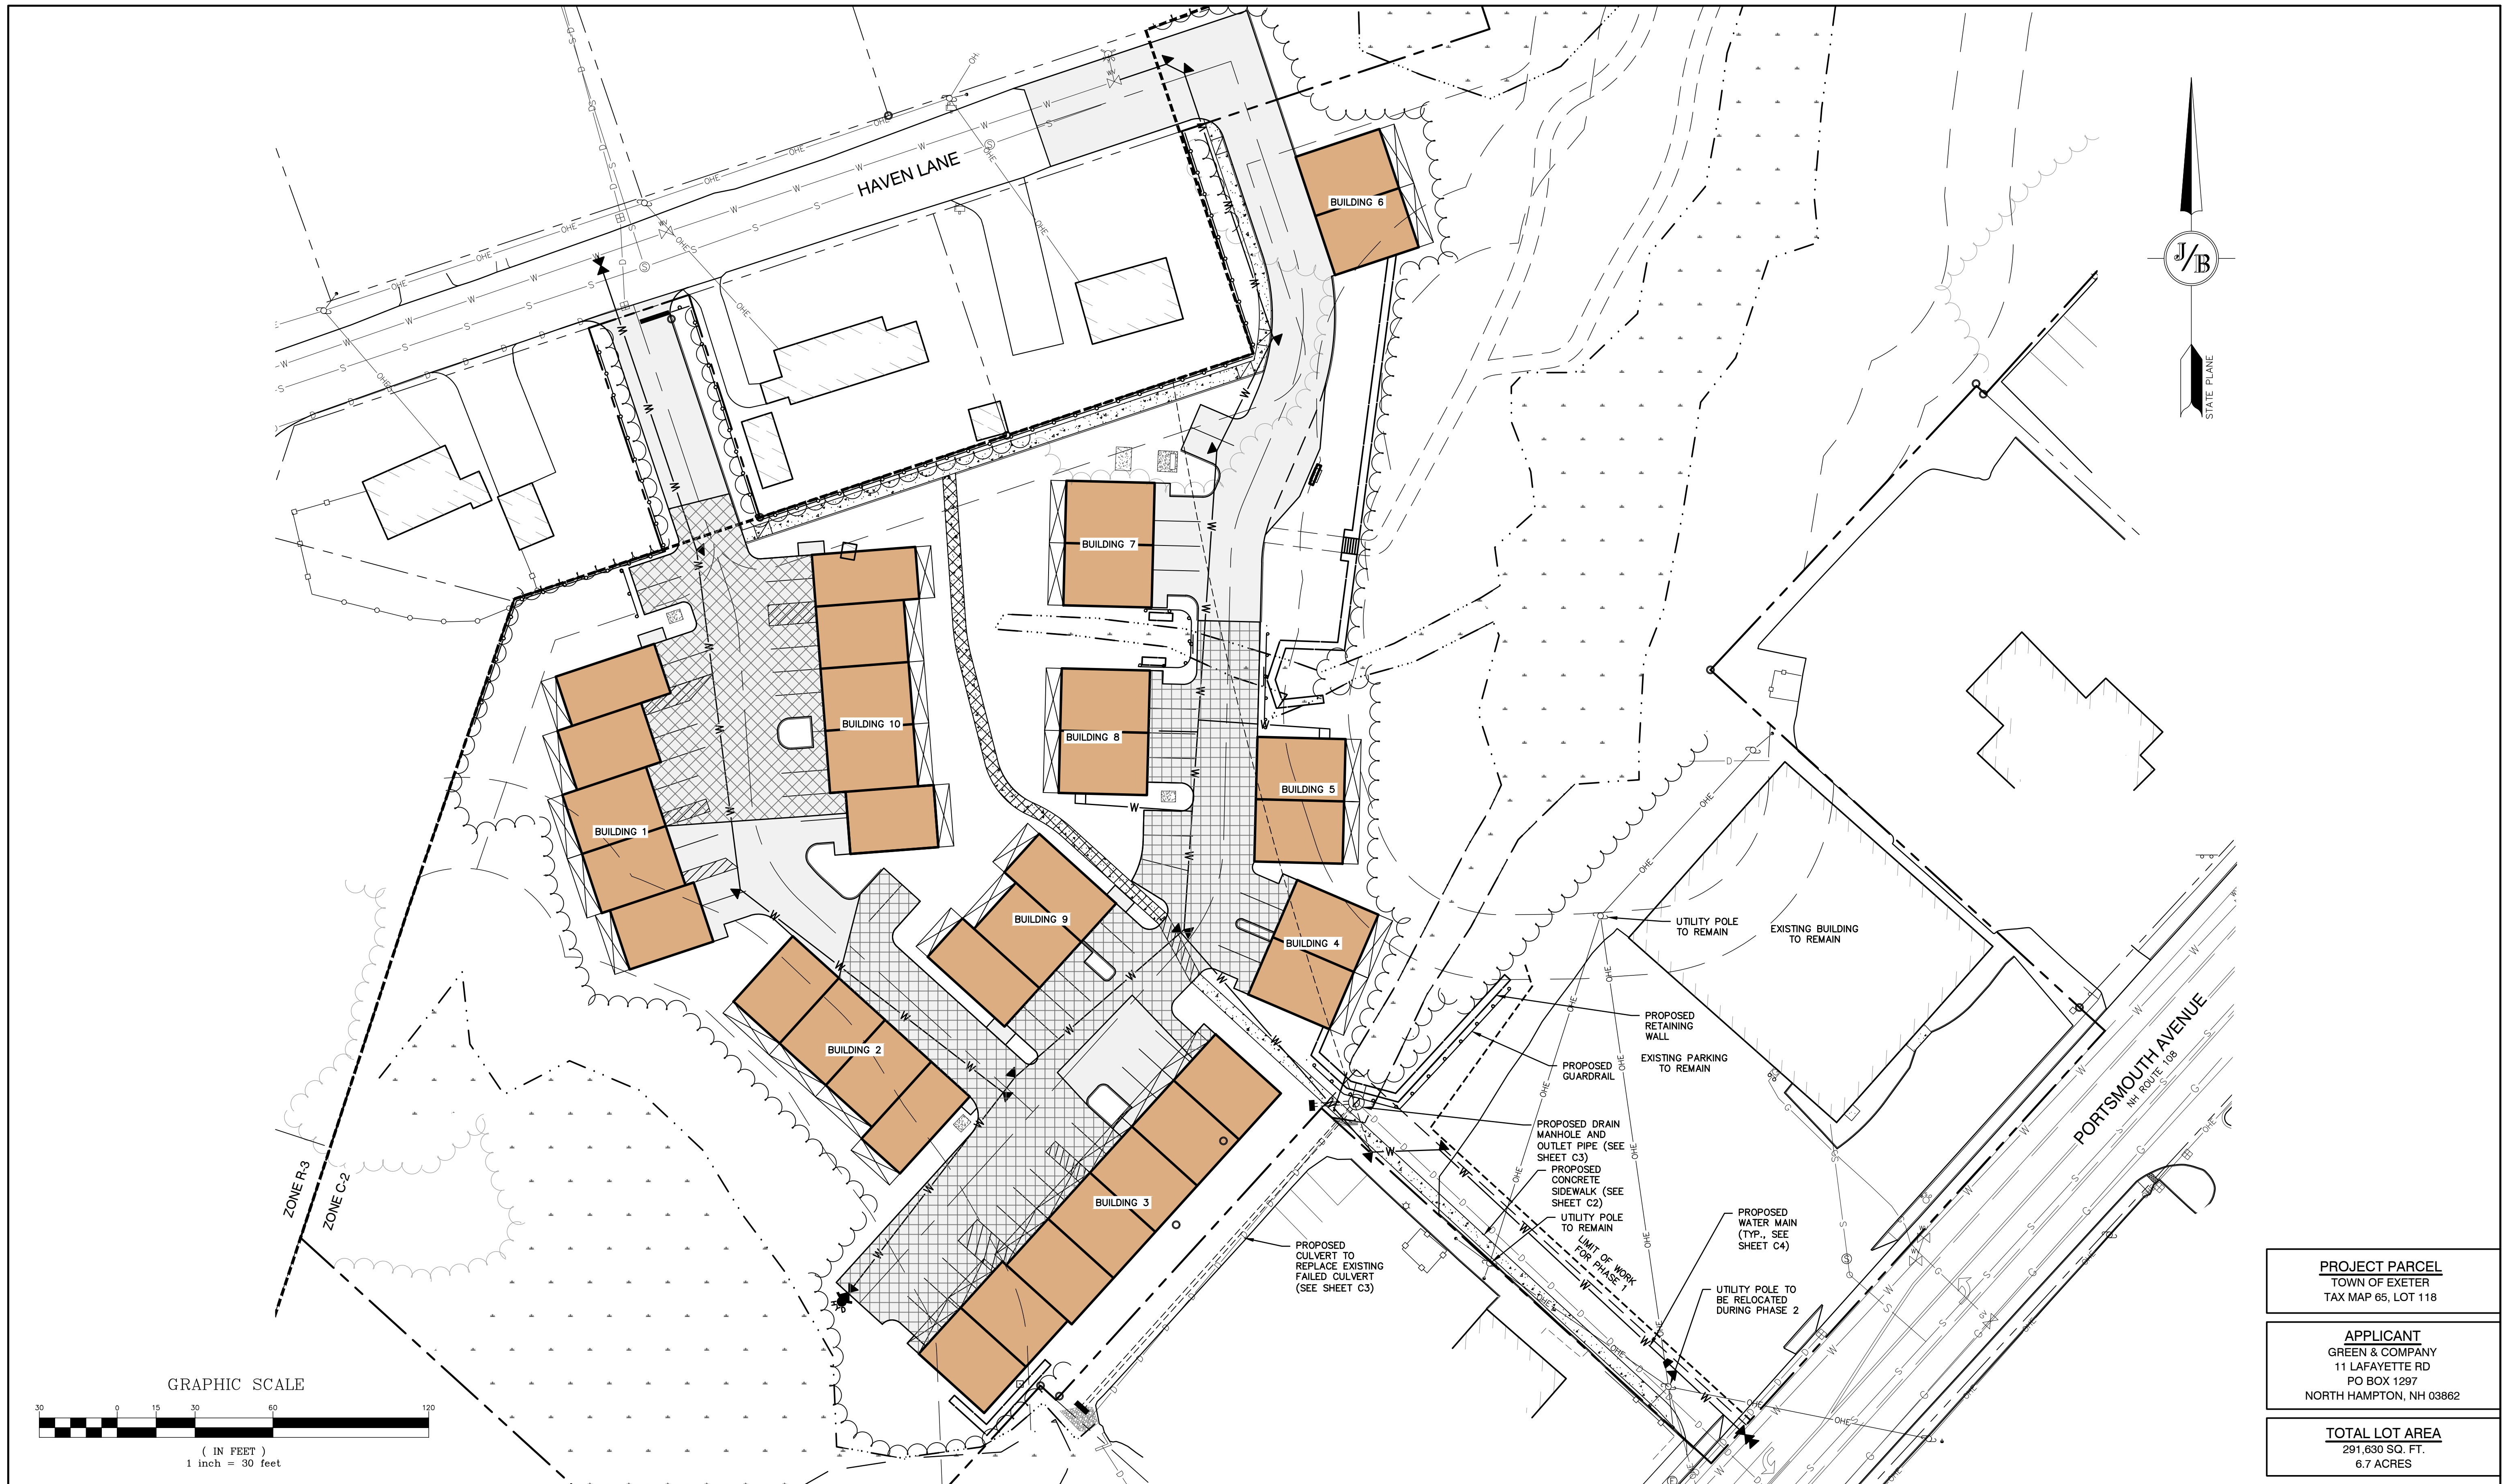 HAVEN LANE
BUILDING 6
J/B
STATE PLANE
BUILDING 7
BUILDING 10
BUILDING 8
BUILDING 5
BUILDING 1
BUILDING 9
BUILDING 4
BUILDING 2
BUILDING 3
UTILITY POLE
TO REMAIN
EXISTING BUILDING
TO REMAIN
PROPOSED
RETAINING
WALL
EXISTING PARKING
TO REMAIN
PROPOSED
GUARDRAIL
PROPOSED DRAIN
MANHOLE AND
OUTLET PIPE (SEE
SHEET C3)
PROPOSED
CONCRETE
SIDEWALK (SEE
SHEET C2)
UTILITY POLE
TO REMAIN
LIMIT OF WORK
FOR PHASE 1
PROPOSED
WATER MAIN
(TYP., SEE
SHEET C4)
PROPOSED
CULVERT TO
REPLACE EXISTING
FAILED CULVERT
(SEE SHEET C3)
UTILITY POLE TO
BE RELOCATED
DURING PHASE 2
PORTSMOUTH AVENUE
NH ROUTE 108
ZONE R-3
ZONE C-2
GRAPHIC SCALE
30 0 15 30 60 120
( IN FEET )
1 inch = 30 feet
PROJECT PARCEL
TOWN OF EXETER
TAX MAP 65, LOT 118
APPLICANT
GREEN & COMPANY
11 LAFAYETTE RD
PO BOX 1297
NORTH HAMPTON, NH 03862
TOTAL LOT AREA
291,630 SQ. FT.
6.7 ACRES